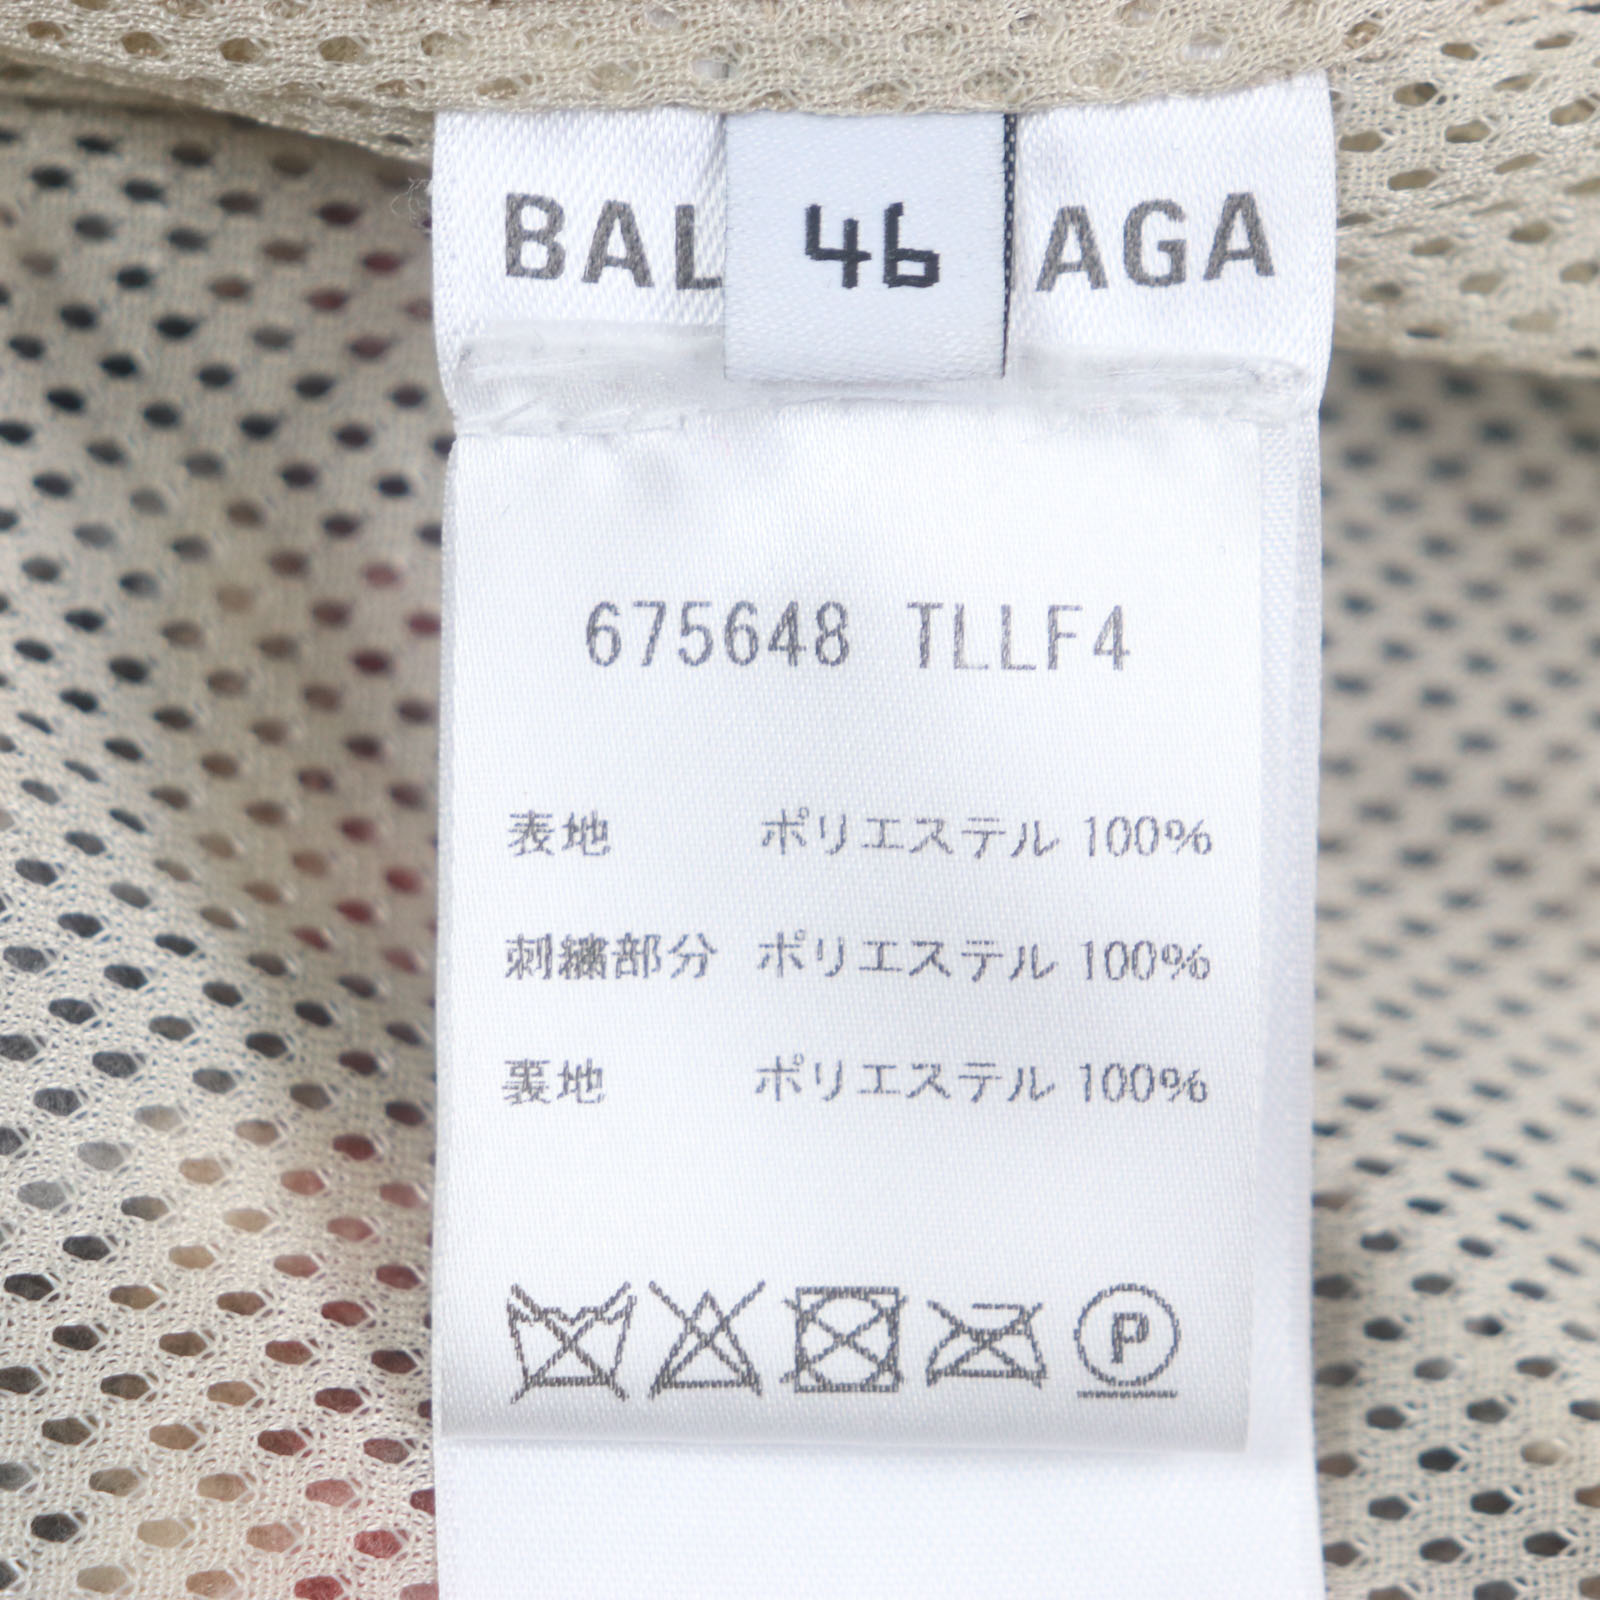 BAL 46 AGA
675648 TLLF4
表地 ポリエステル 100%
刺繍部分 ポリエステル 100%
裏地 ポリエステル 100%
P